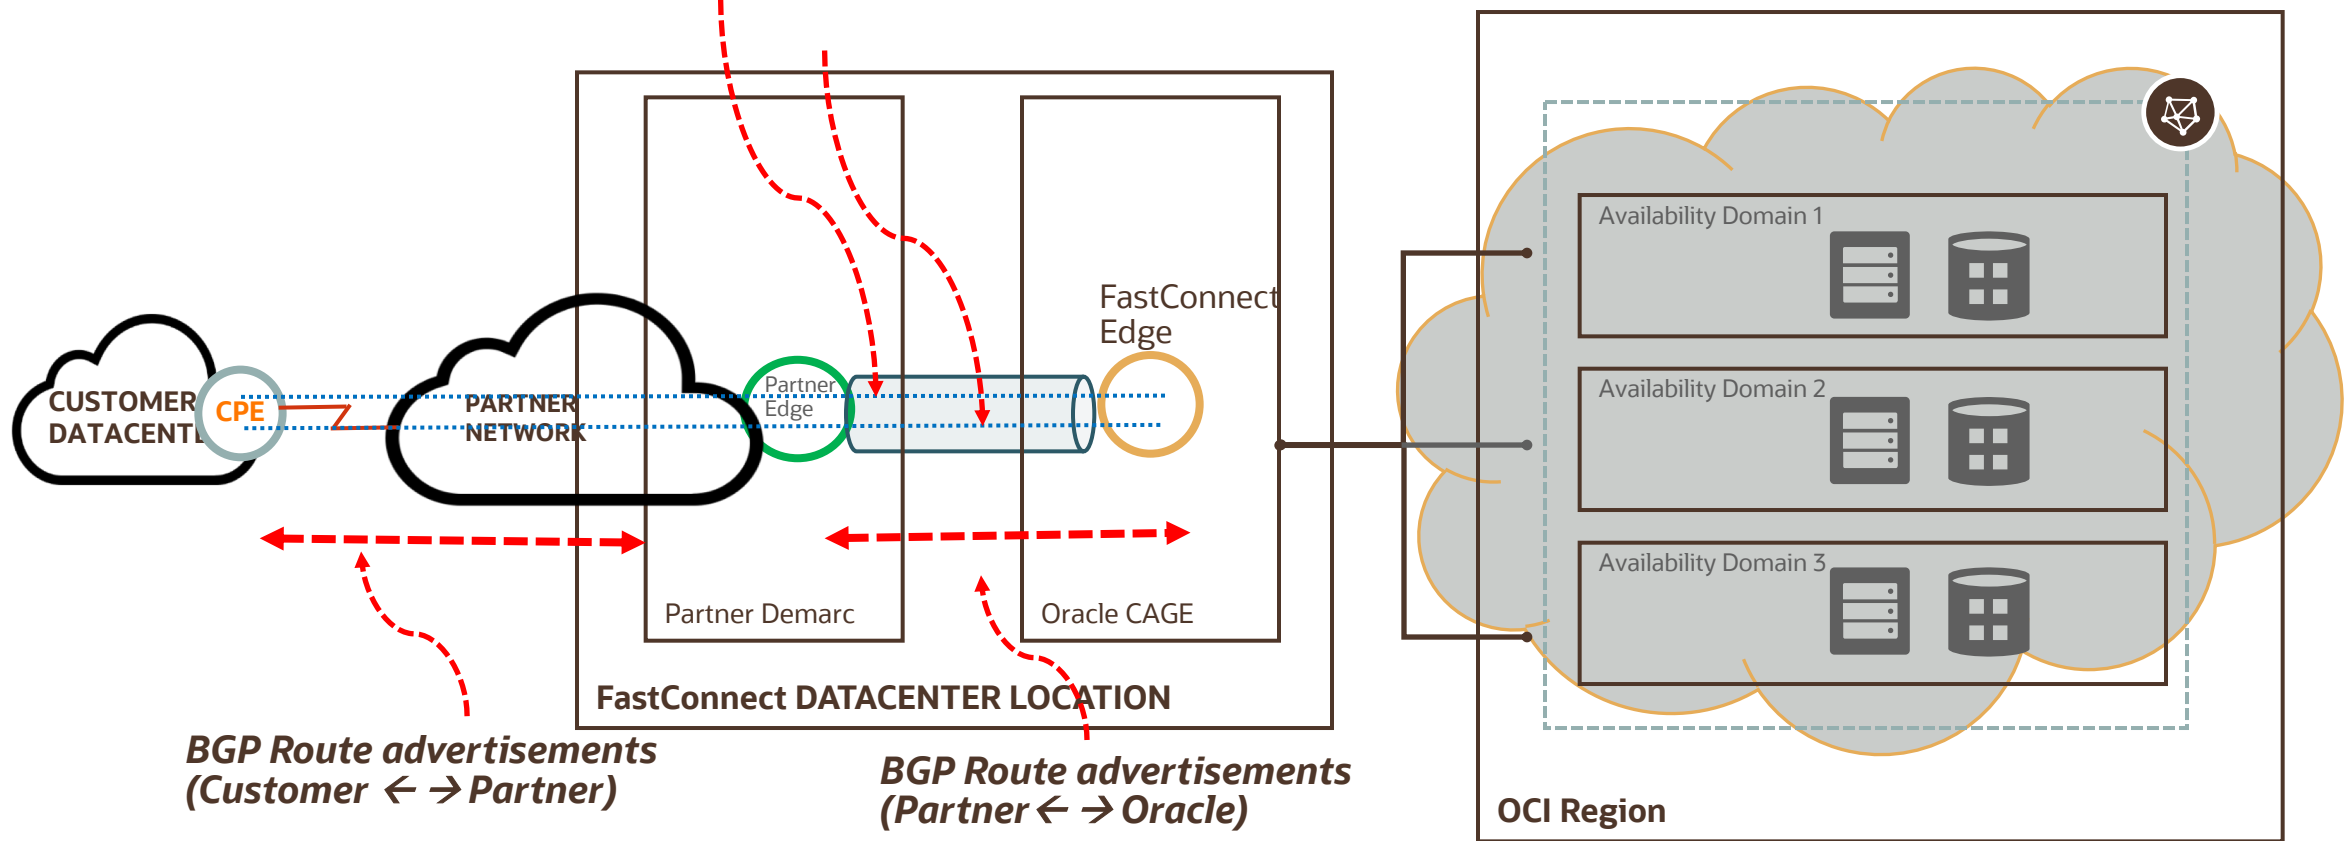 CUSTOMER
DATACENT
CPE
PARTNER
NETWORK
Partner
Edge
FastConnect
Edge
Partner Demarc
Oracle CAGE
FastConnect DATACENTER LOCATION
BGP Route advertisements
(Customer ← → Partner)
BGP Route advertisements
(Partner ← → Oracle)
Availability Domain 1
Availability Domain 2
Availability Domain 3
OCI Region